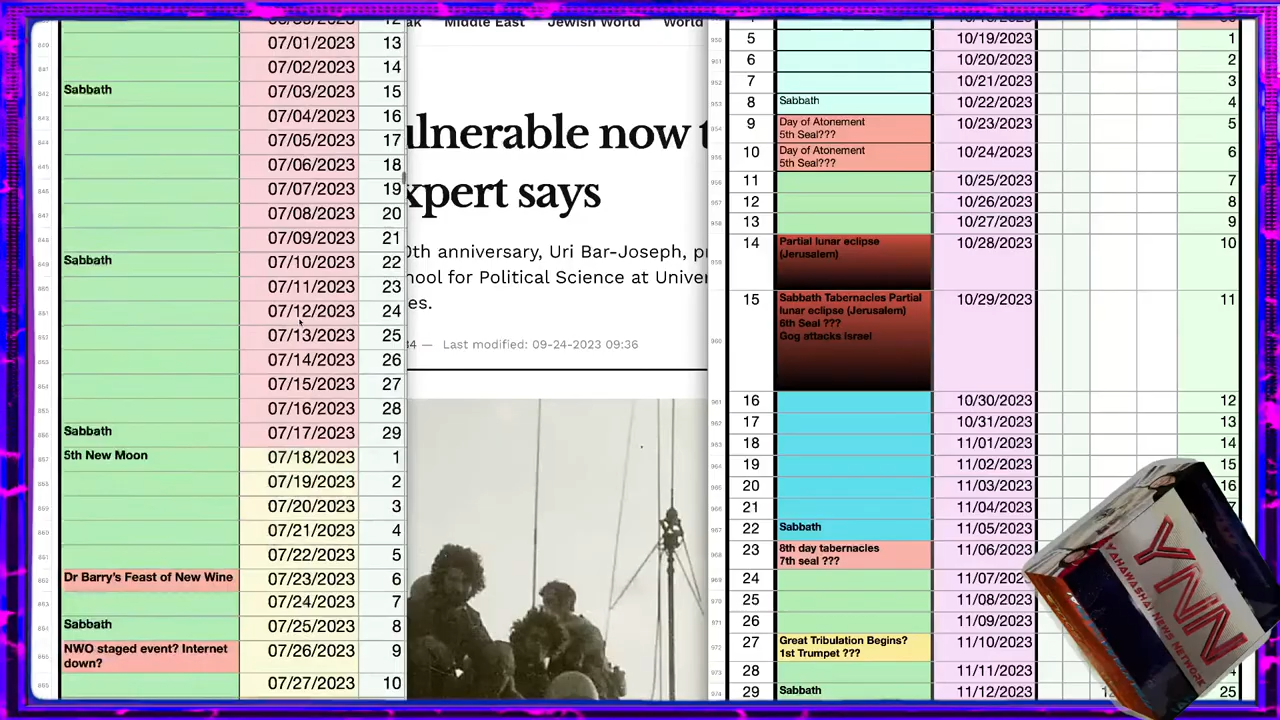 07/01/2023 13
07/02/2023 14
Sabbath 07/03/2023 15
07/04/2023 16
07/05/2023 17
07/06/2023 18
07/07/2023 19
07/08/2023 20
07/09/2023 21
Sabbath 07/10/2023 22
07/11/2023 23
07/12/2023 24
07/13/2023 25
07/14/2023 26
07/15/2023 27
07/16/2023 28
Sabbath 07/17/2023 29
5th New Moon 07/18/2023 1
07/19/2023 2
07/20/2023 3
07/21/2023 4
07/22/2023 5
Dr Barry's Feast of New Wine 07/23/2023 6
07/24/2023 7
Sabbath 07/25/2023 8
NWO staged event? Internet 07/26/2023 9
down?
07/27/2023 10
ak Middle East Jewish World World
ulnerable now t
xpert says
0th anniversary, Uri Bar-Joseph, p
hool for Political Science at Univer
es.
34 — Last modified: 09-24-2023 09:36
5 10/19/2023 1
6 10/20/2023 2
7 10/21/2023 3
8 Sabbath 10/22/2023 4
9 Day of Atonement 10/23/2023 5
5th Seal???
10 Day of Atonement 10/24/2023 6
5th Seal???
11 10/25/2023 7
12 10/26/2023 8
13 10/27/2023 9
14 Partial lunar eclipse 10/28/2023 10
(Jerusalem)
15 Sabbath Tabernacles Partial 10/29/2023 11
lunar eclipse (Jerusalem)
6th Seal ???
Gog attacks Israel
16 10/30/2023 12
17 10/31/2023 13
18 11/01/2023 14
19 11/02/2023 15
20 11/03/2023 16
21 11/04/2023
22 Sabbath 11/05/2023
23 8th day tabernacles 11/06/2023
7th seal ???
24 11/07/2023
25 11/08/2023
26 11/09/2023
27 Great Tribulation Begins? 11/10/2023
1st Trumpet ???
28 11/11/2023
29 Sabbath 11/12/2023 25
YNN